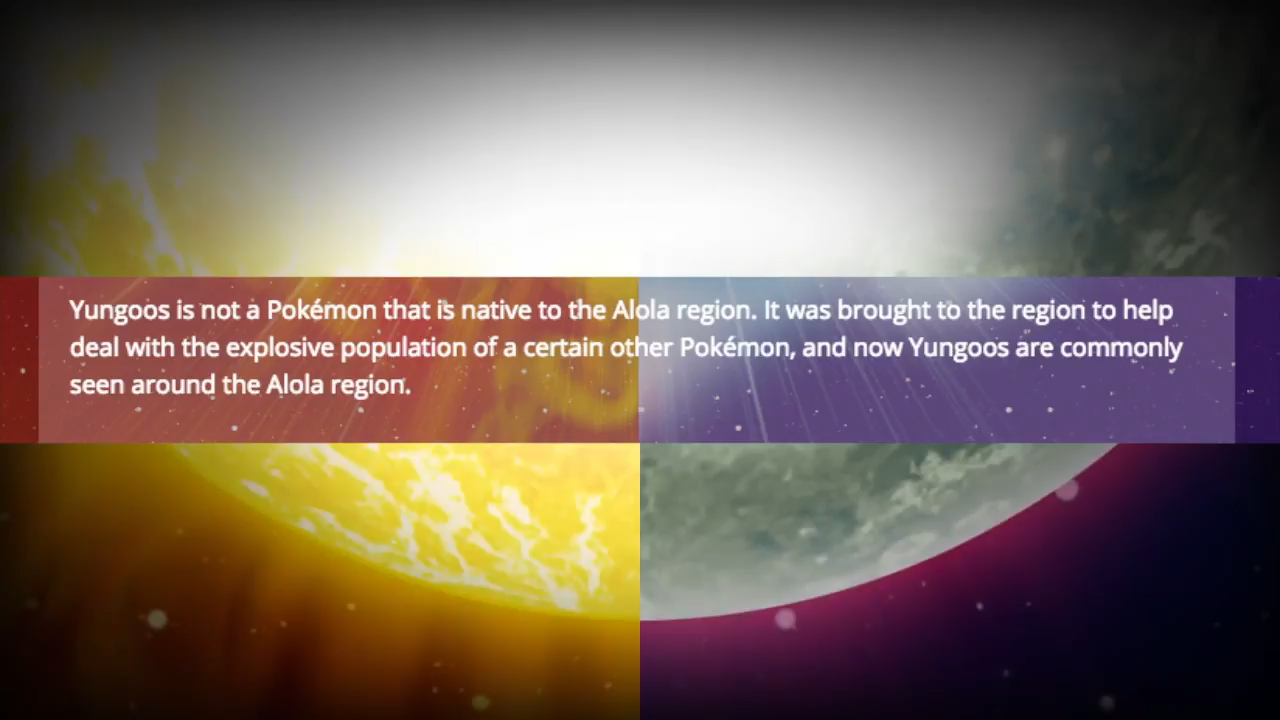 Yungoos is not a Pokémon that is native to the Alola region. It was brought to the region to help
deal with the explosive population of a certain other Pokémon, and now Yungoos are commonly
seen around the Alola region.